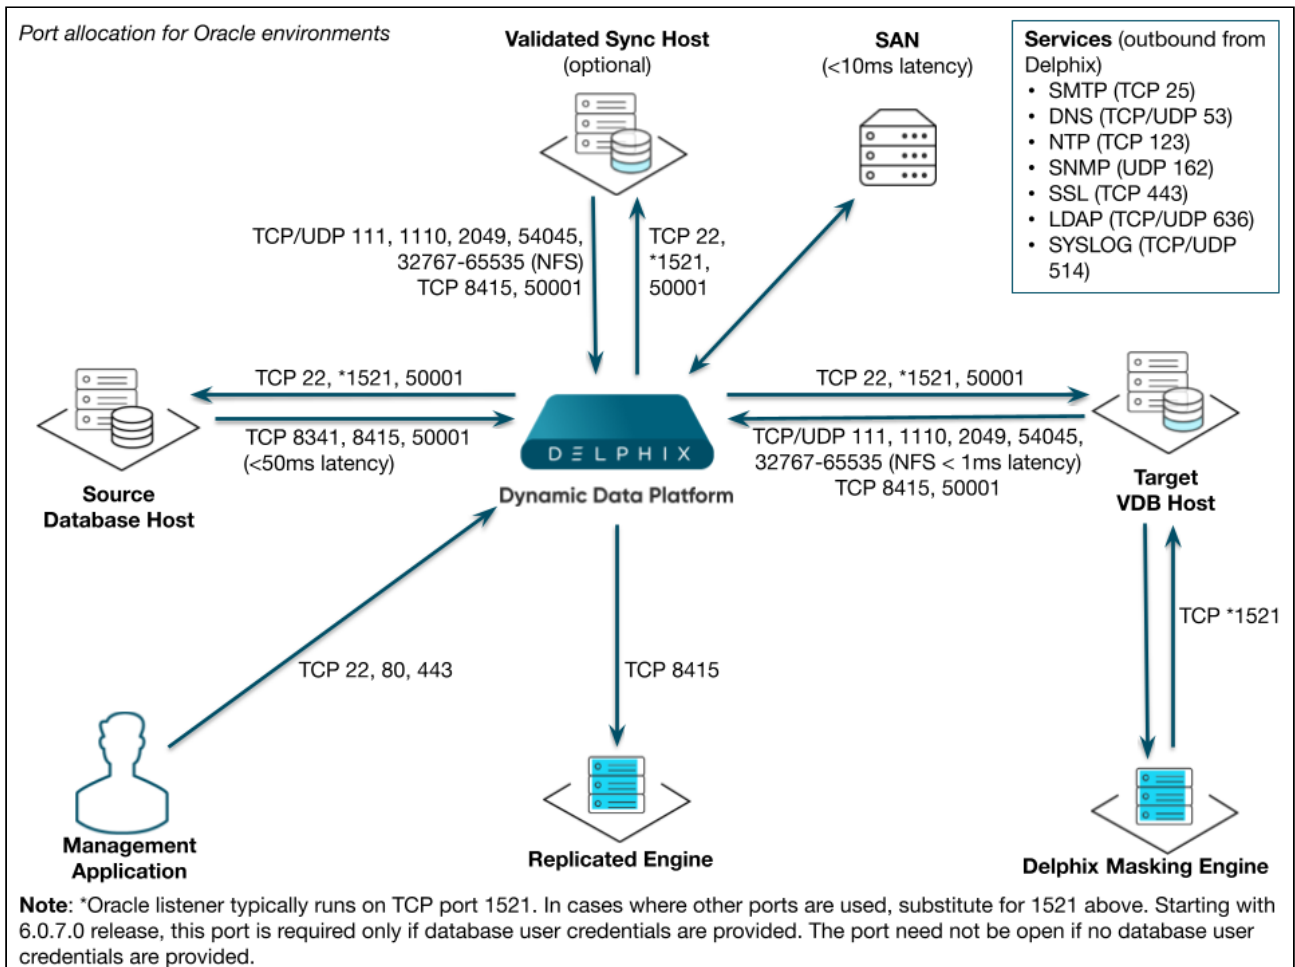 Port allocation for Oracle environments
Validated Sync Host
(optional)
SAN
(<10ms latency)
Services (outbound from
Delphix)
• SMTP (TCP 25)
• DNS (TCP/UDP 53)
• NTP (TCP 123)
• SNMP (UDP 162)
• SSL (TCP 443)
• LDAP (TCP/UDP 636)
• SYSLOG (TCP/UDP
514)
TCP/UDP 111, 1110, 2049, 54045,
32767-65535 (NFS)
TCP 8415, 50001
TCP 22,
*1521,
50001
TCP 22, *1521, 50001
TCP 8341, 8415, 50001
(<50ms latency)
Source
Database Host
DELPHIX
Dynamic Data Platform
TCP 22, *1521, 50001
TCP/UDP 111, 1110, 2049, 54045,
32767-65535 (NFS < 1ms latency)
TCP 8415, 50001
Target
VDB Host
TCP *1521
TCP 22, 80, 443
TCP 8415
Management
Application
Replicated Engine
Delphix Masking Engine
Note: *Oracle listener typically runs on TCP port 1521. In cases where other ports are used, substitute for 1521 above. Starting with
6.0.7.0 release, this port is required only if database user credentials are provided. The port need not be open if no database user
credentials are provided.